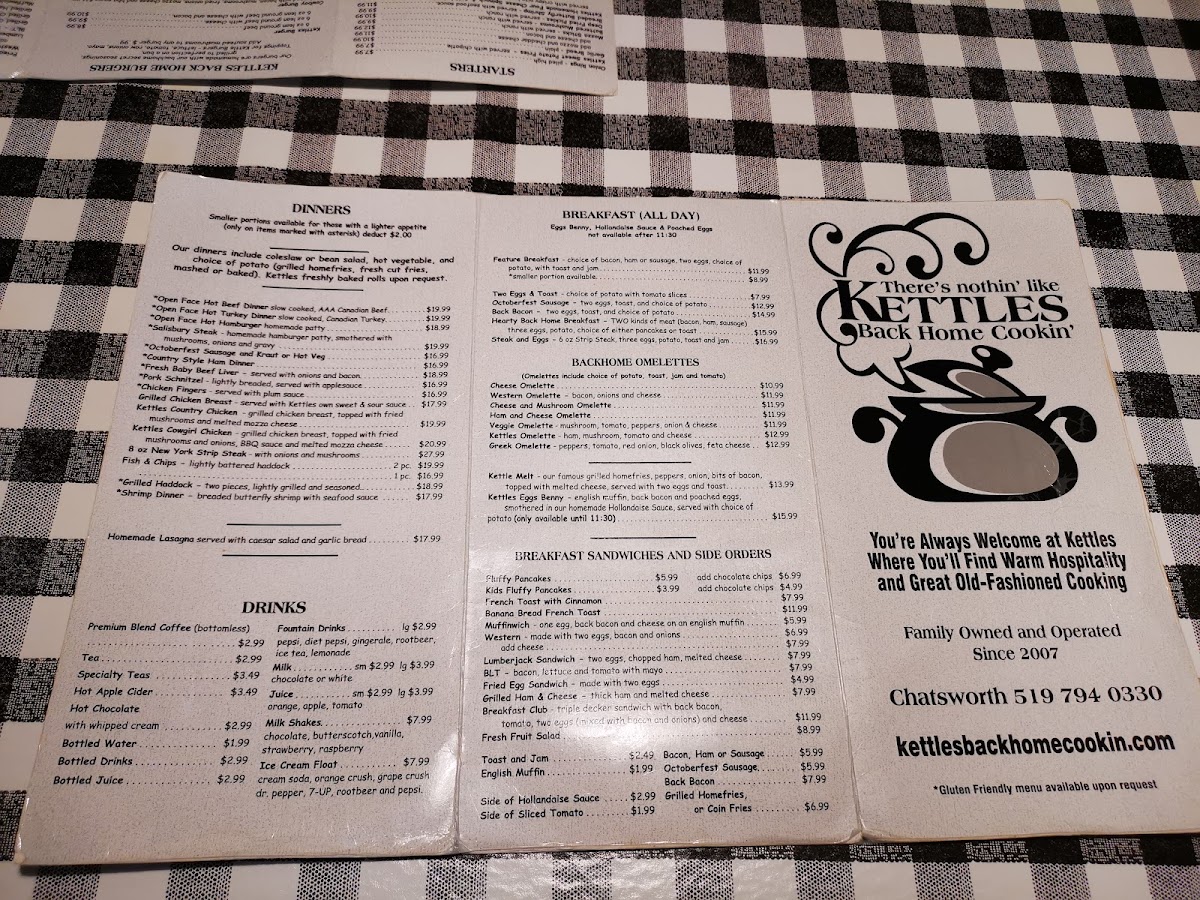 STARTERS
KETTLES BACK HOME BURGERS
DINNERS
Smaller portions available for those with a lighter appetite
(only on items marked with asterisk) deduct $2.00
Our dinners include coleslaw or bean salad, hot vegetable, and
choice of potato (grilled homefries, fresh cut fries,
mashed or baked). Kettles freshly baked rolls upon request.
*Open Face Hot Beef Dinner slow cooked, AAA Canadian Beef. $19.99
*Open Face Hot Turkey Dinner slow cooked, Canadian Turkey. $19.99
*Open Face Hot Hamburger homemade patty $18.99
*Salisbury Steak - homemade hamburger patty, smothered with
mushrooms, onions and gravy $19.99
*Octoberfest Sausage and Kraut or Hot Veg $16.99
*Country Style Ham Dinner $16.99
*Fresh Baby Beef Liver - served with onions and bacon. $18.99
*Pork Schnitzel - lightly breaded, served with applesauce $16.99
*Chicken Fingers - served with plum sauce $16.99
Grilled Chicken Breast - served with Kettles own sweet & sour sauce $17.99
Kettles Country Chicken - grilled chicken breast, topped with fried
mushrooms and melted mozza cheese $19.99
Kettles Cowgirl Chicken - grilled chicken breast, topped with fried
mushrooms and onions, BBQ sauce and melted mozza cheese $20.99
8 oz New York Strip Steak - with onions and mushrooms $27.99
Fish & Chips - lightly battered haddock 2 pc. $19.99
1 pc. $16.99
*Grilled Haddock - two pieces, lightly grilled and seasoned $18.99
*Shrimp Dinner - breaded butterfly shrimp with seafood sauce $17.99
Homemade Lasagna served with caesar salad and garlic bread $17.99
DRINKS
Premium Blend Coffee (bottomless)
$2.99
Tea $2.99
Specialty Teas $3.49
Hot Apple Cider $3.49
Hot Chocolate
with whipped cream $2.99
Bottled Water $1.99
Bottled Drinks $2.99
Bottled Juice $2.99
Fountain Drinks lg $2.99
pepsi, diet pepsi, gingerale, rootbeer,
ice tea, lemonade
Milk sm $2.99 lg $3.99
chocolate or white
Juice sm $2.99 lg $3.99
orange, apple, tomato
Milk Shakes. $7.99
chocolate, butterscotch,vanilla,
strawberry, raspberry
Ice Cream Float $7.99
cream soda, orange crush, grape crush
dr. pepper, 7-UP, rootbeer and pepsi.
BREAKFAST (ALL DAY)
Eggs Benny, Hollandaise Sauce & Poached Eggs
not available after 11:30
Feature Breakfast - choice of bacon, ham or sausage, two eggs, choice of
potato, with toast and jam $11.99
*smaller portion available. $8.99
Two Eggs & Toast - choice of potato with tomato slices $7.99
Octoberfest Sausage - two eggs, toast, and choice of potato $12.99
Back Bacon - two eggs, toast, and choice of potato $14.99
Hearty Back Home Breakfast - TWO kinds of meat (bacon, ham, sausage)
three eggs, potato, choice of either pancakes or toast $15.99
Steak and Eggs - 6 oz Strip Steak, three eggs, potato, toast and jam $16.99
BACKHOME OMELETTES
(Omelettes include choice of potato, toast, jam and tomato)
Cheese Omelette $10.99
Western Omelette - bacon, onions and cheese $11.99
Cheese and Mushroom Omelette $11.99
Ham and Cheese Omelette $11.99
Veggie Omelette - mushroom, tomato, peppers, onion & cheese $11.99
Kettles Omelette - ham, mushroom, tomato and cheese $12.99
Greek Omelette - peppers, tomato, red onion, black olives, feta cheese $12.99
Kettle Melt - our famous grilled homefries, peppers, onion, bits of bacon,
topped with melted cheese, served with two eggs and toast. $13.99
Kettles Eggs Benny - english muffin, back bacon and poached eggs,
smothered in our homemade Hollandaise Sauce, served with choice of
potato (only available until 11:30) $15.99
BREAKFAST SANDWICHES AND SIDE ORDERS
Fluffy Pancakes $5.99 add chocolate chips $6.99
Kids Fluffy Pancakes $3.99 add chocolate chips $4.99
French Toast with Cinnamon $7.99
Banana Bread French Toast $11.99
Muffinwich - one egg, back bacon and cheese on an english muffin $5.99
Western - made with two eggs, bacon and onions $6.99
add cheese $7.99
Lumberjack Sandwich - two eggs, chopped ham, melted cheese $7.99
BLT - bacon, lettuce and tomato with mayo $7.99
Fried Egg Sandwich - made with two eggs $4.99
Grilled Ham & Cheese - thick ham and melted cheese $7.99
Breakfast Club - triple decker sandwich with back bacon,
tomato, two eggs (mixed with bacon and onions) and cheese $11.99
Fresh Fruit Salad $8.99
Toast and Jam $2.49
English Muffin $1.99
Side of Hollandaise Sauce $2.99
Side of Sliced Tomato $1.99
Bacon, Ham or Sausage $5.99
Octoberfest Sausage. $5.99
Back Bacon $7.99
Grilled Homefries,
or Coin Fries $6.99
There's nothin' like
KETTLES
Back Home Cookin'
You're Always Welcome at Kettles
Where You'll Find Warm Hospitality
and Great Old-Fashioned Cooking
Family Owned and Operated
Since 2007
Chatsworth 519 794 0330
kettlesbackhomecookin.com
*Gluten Friendly menu available upon request